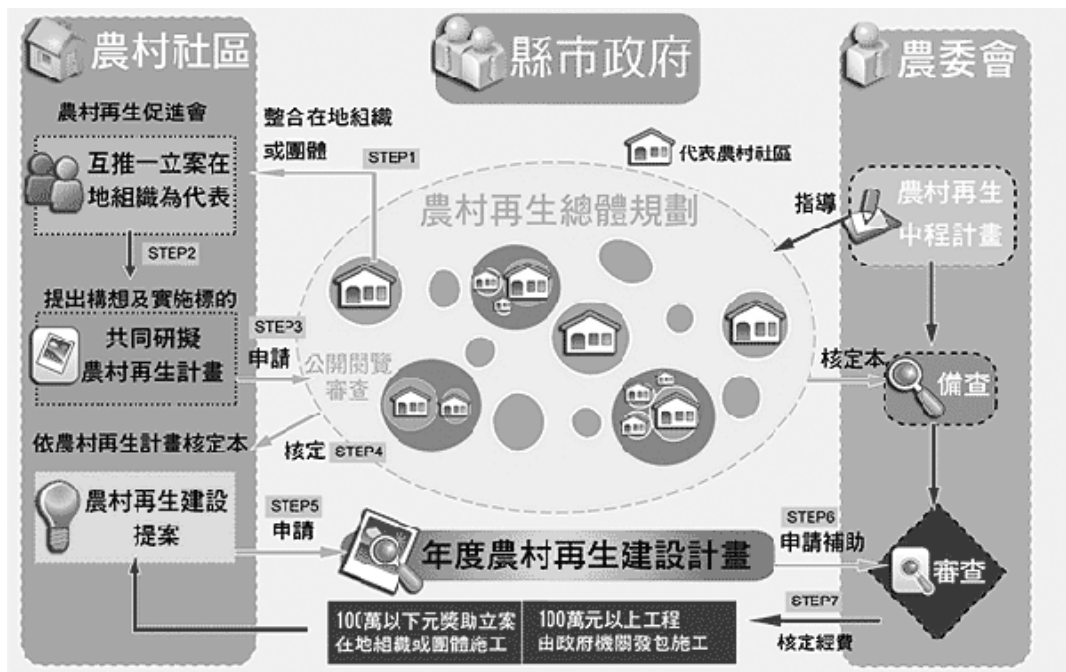 農村社區
縣市政府
農委會
農村再生促進會
互推一立案在
地組織為代表
整合在地組織
或團體
STEP1
代表農村社區
農村再生總體規劃
指導
農村再生
中程計畫
STEP2
提出構想及實施標的
共同研擬
農村再生計畫
STEP3
申請
公開閱覽
審查
核定本
備查
核定 STEP4
依農村再生計畫核定本
農村再生建設
提案
STEP5
申請
年度農村再生建設計畫
STEP6
申請補助
審查
STEP7
核定經費
100萬以下元獎助立案
在地組織或團體施工
100萬元以上工程
由政府機關發包施工